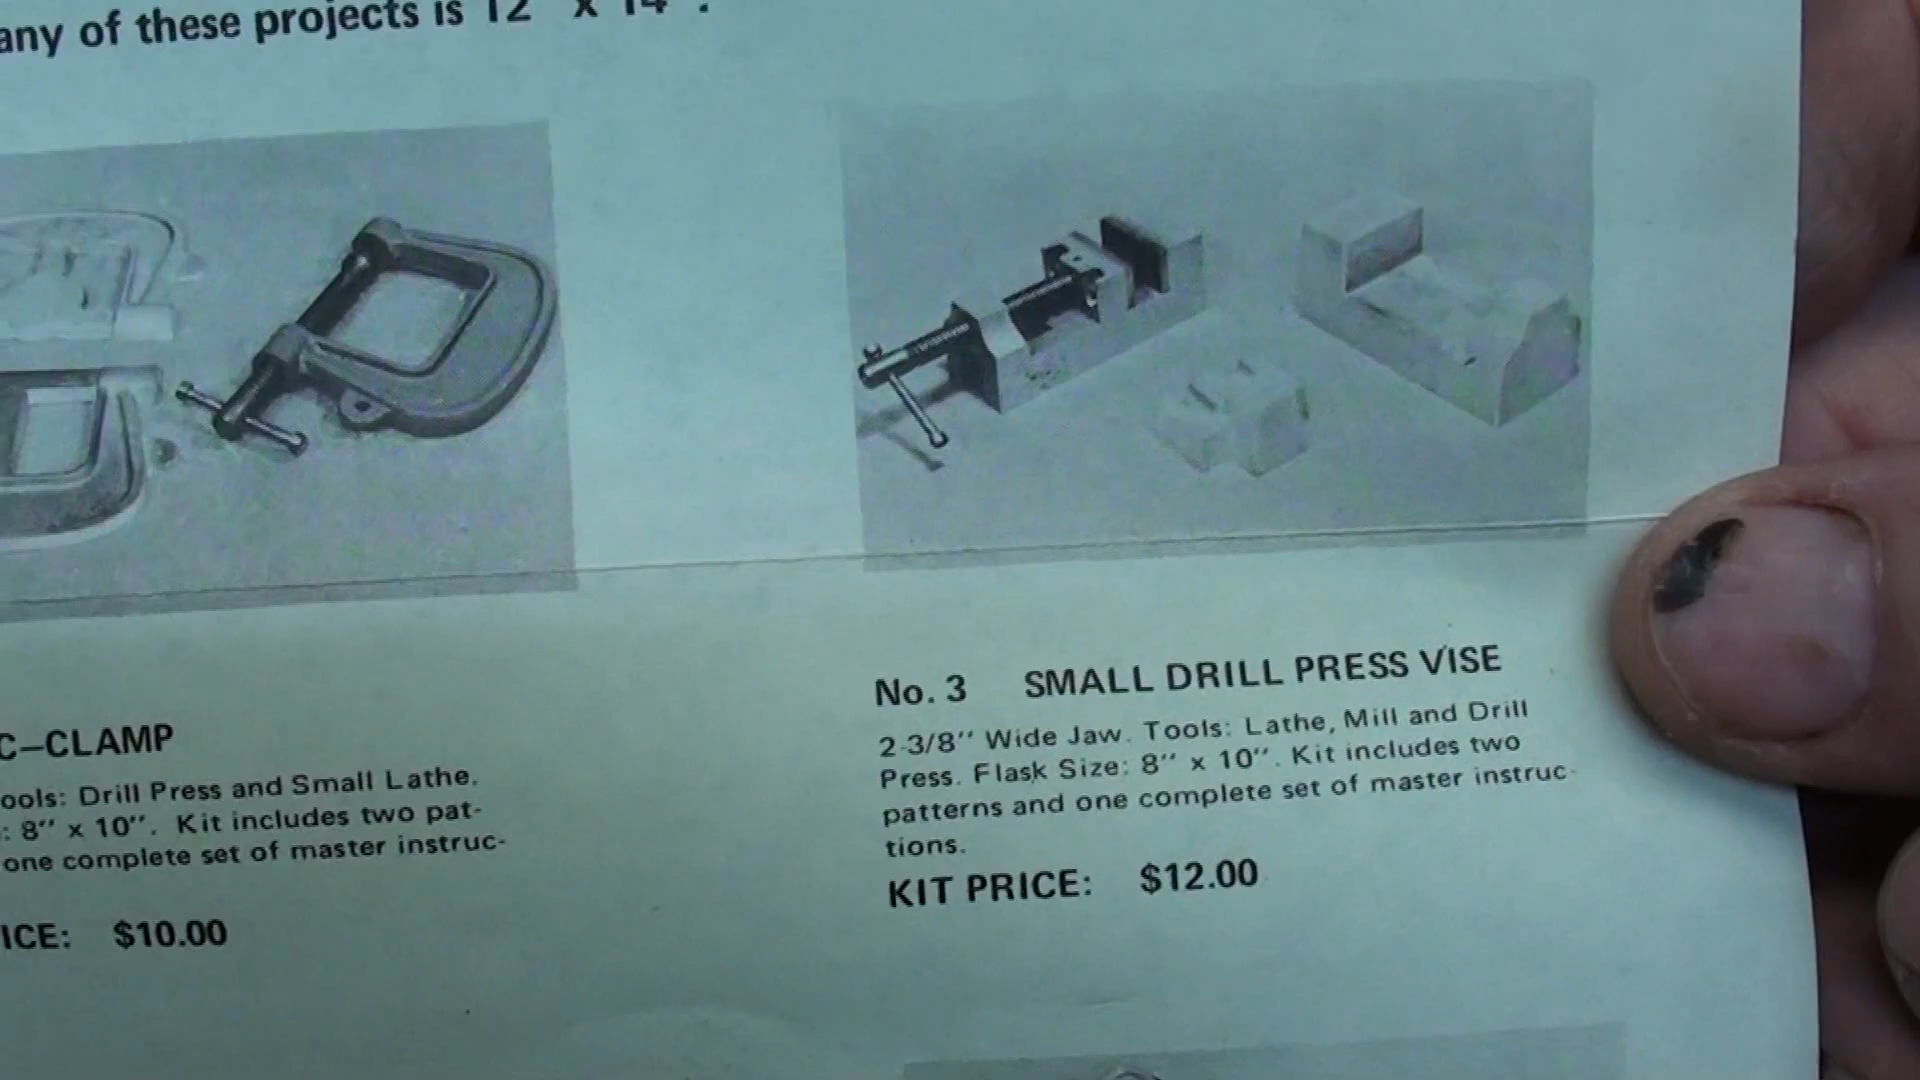 any of these projects is 12" x 14".
C–CLAMP
ools: Drill Press and Small Lathe.
: 8" x 10". Kit includes two pat-
one complete set of master instruc-
ICE: $10.00
No. 3 SMALL DRILL PRESS VISE
2-3/8" Wide Jaw. Tools: Lathe, Mill and Drill
Press. Flask Size: 8" x 10". Kit includes two
patterns and one complete set of master instruc-
tions.
KIT PRICE: $12.00